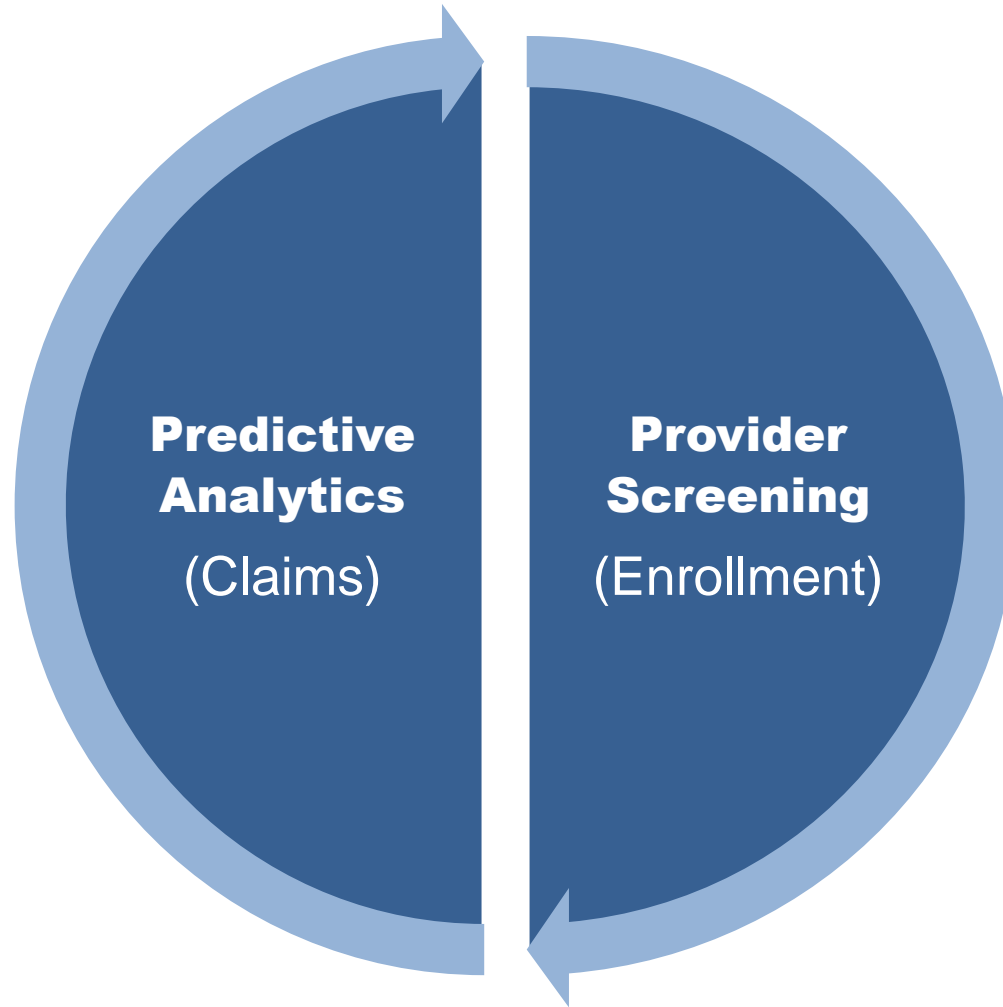 Predictive
Analytics
(Claims)
Provider
Screening
(Enrollment)